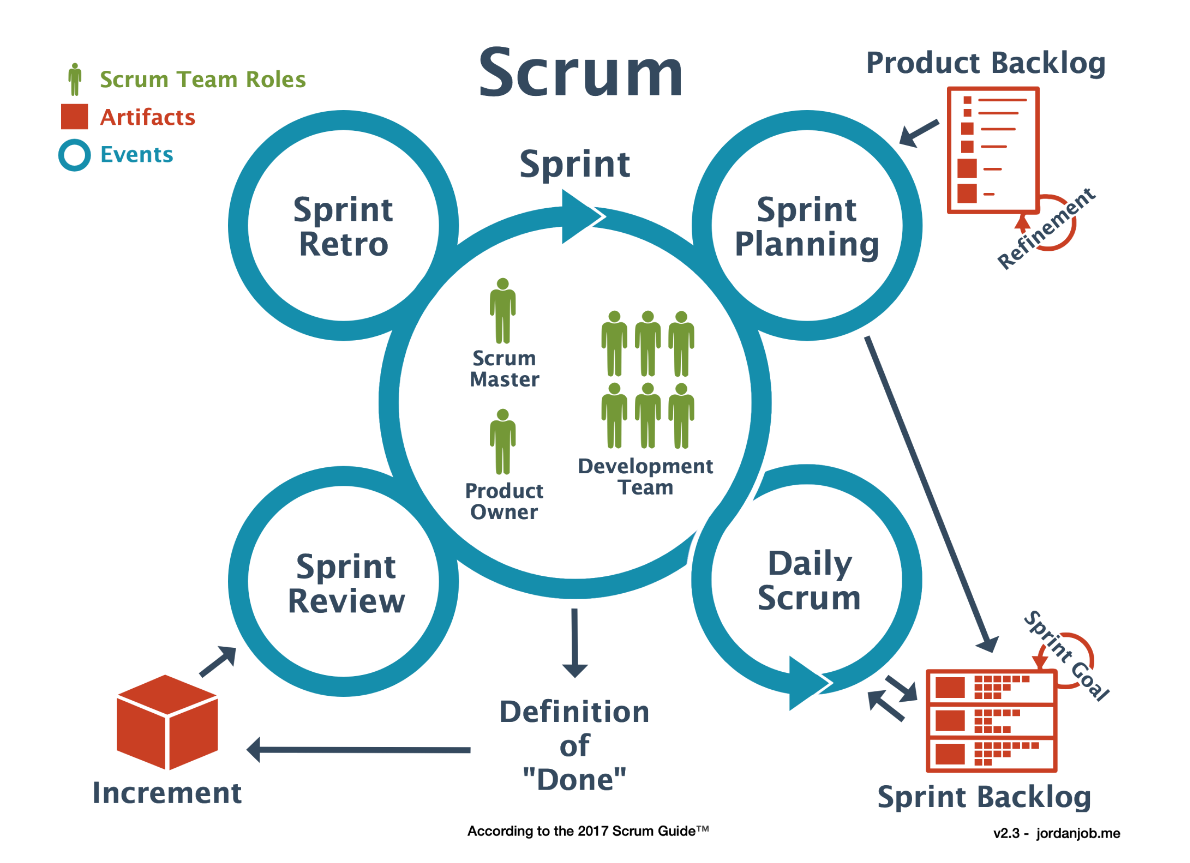 Scrum
Product Backlog
Scrum Team Roles
Artifacts
Events
Sprint
Sprint
Retro
Sprint
Planning
Refinement
Scrum
Master
Product
Owner
Development
Team
Sprint
Review
Daily
Scrum
Sprint Goal
Definition
of
"Done"
Increment
Sprint Backlog
According to the 2017 Scrum Guide™
v2.3 - jordanjob.me